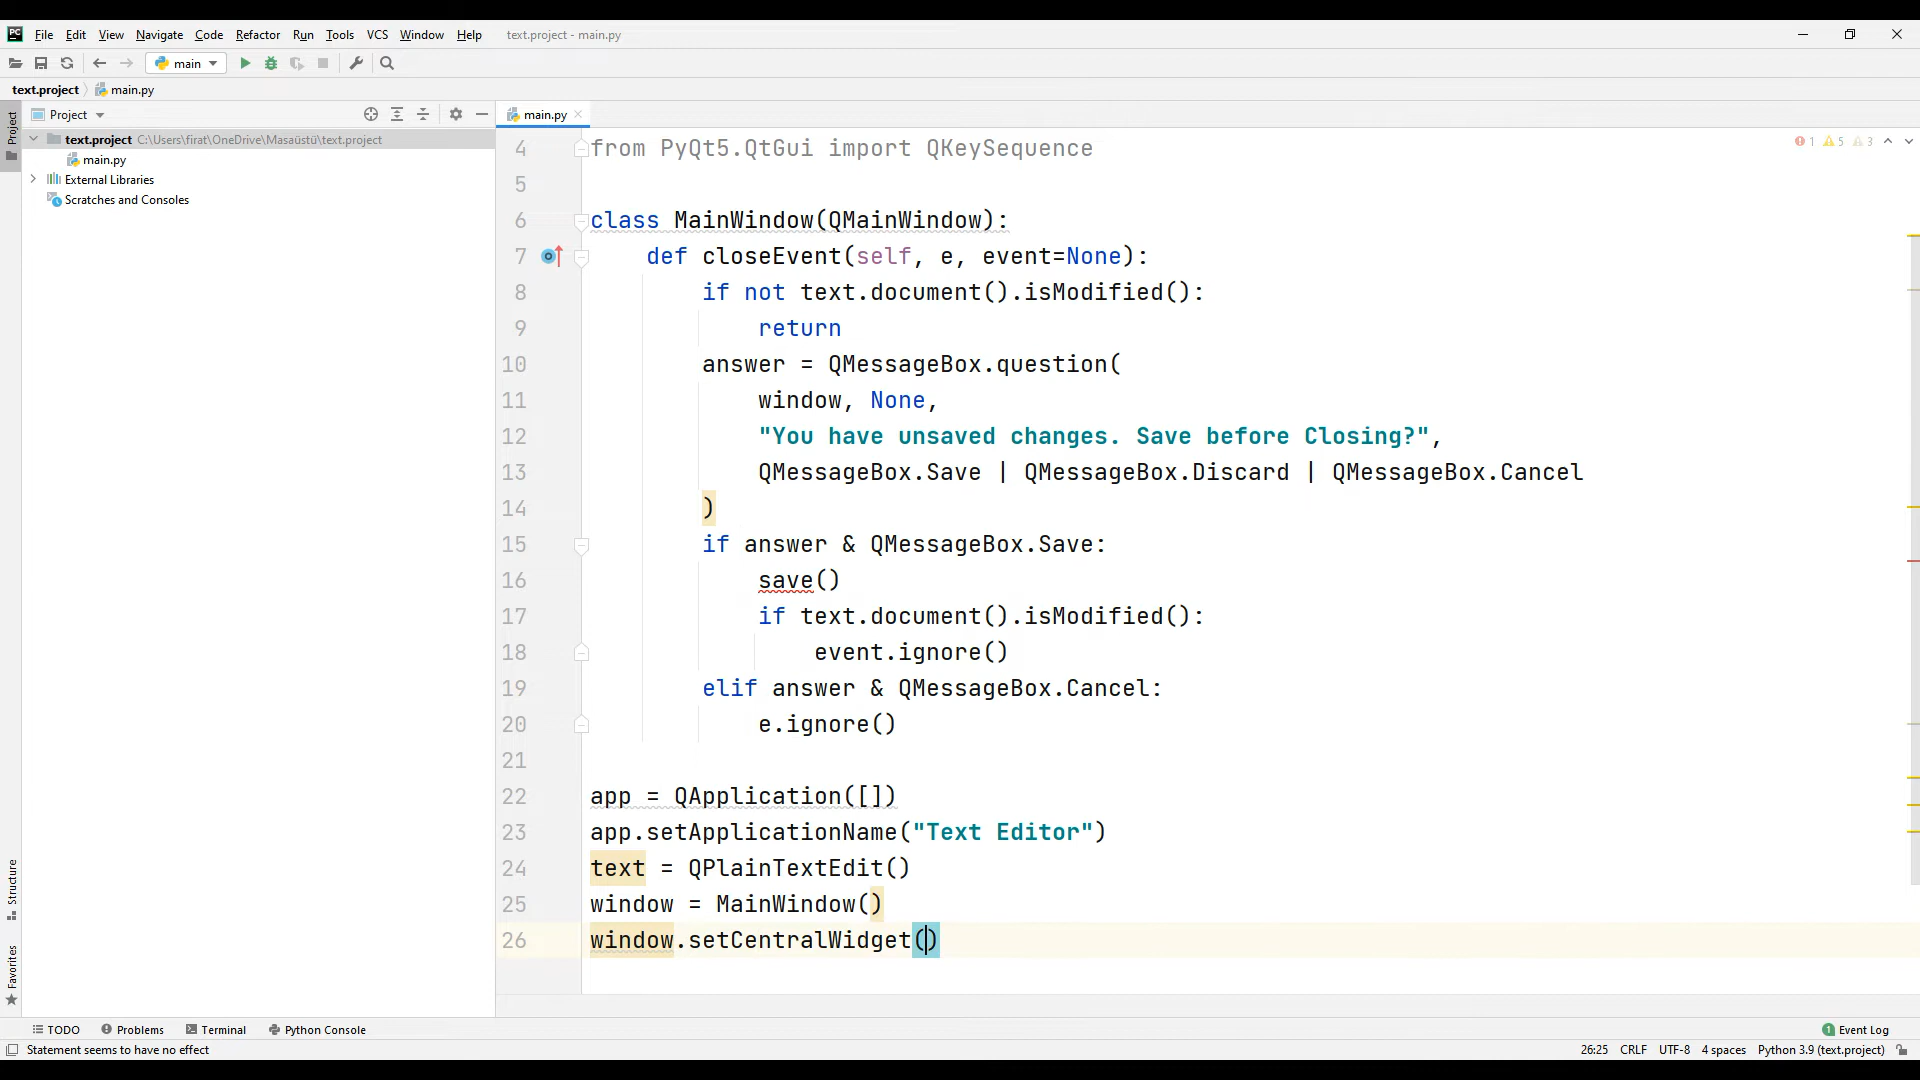 PC File Edit View Navigate Code Refactor Run Tools VCS Window Help text.project - main.py
main
text.project main.py
Project main.py
Project
text.project C:\Users\firat\OneDrive\Masaüstü\text.project
main.py
External Libraries
Scratches and Consoles
1 5 3
4 from PyQt5.QtGui import QKeySequence
5
6 class MainWindow(QMainWindow):
7 def closeEvent(self, e, event=None):
8 if not text.document().isModified():
9 return
10 answer = QMessageBox.question(
11 window, None,
12 "You have unsaved changes. Save before Closing?",
13 QMessageBox.Save | QMessageBox.Discard | QMessageBox.Cancel
14 )
15 if answer & QMessageBox.Save:
16 save()
17 if text.document().isModified():
18 event.ignore()
19 elif answer & QMessageBox.Cancel:
20 e.ignore()
21
22 app = QApplication([])
23 app.setApplicationName("Text Editor")
24 text = QPlainTextEdit()
25 window = MainWindow()
26 window.setCentralWidget()
Structure
Favorites
TODO Problems Terminal Python Console 1 Event Log
Statement seems to have no effect 26:25 CRLF UTF-8 4 spaces Python 3.9 (text.project)